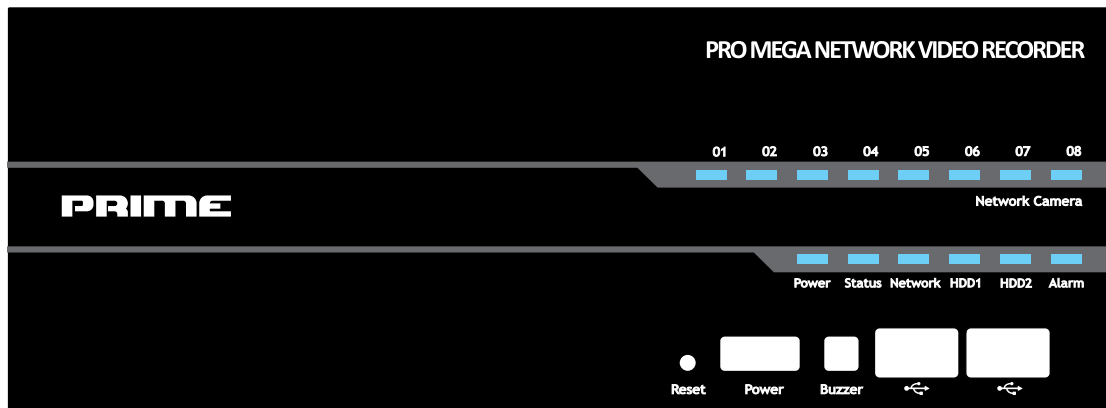 PRO MEGA NETWORK VIDEO RECORDER
01 02 03 04 05 06 07 08
Network Camera
PRIME
Power Status Network HDD1 HDD2 Alarm
Reset Power Buzzer